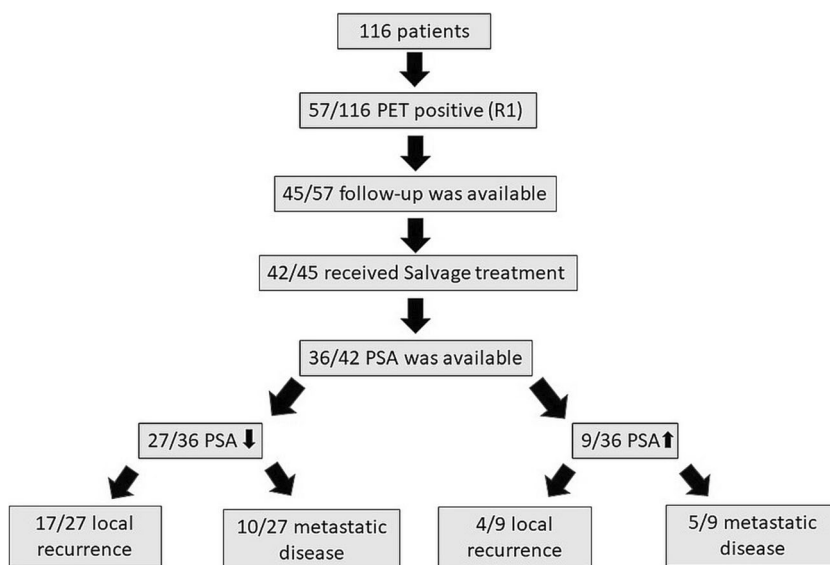 116 patients
57/116 PET positive (R1)
45/57 follow-up was available
42/45 received Salvage treatment
36/42 PSA was available
27/36 PSA ⬇
9/36 PSA⬆
17/27 local
recurrence
10/27 metastatic
disease
4/9 local
recurrence
5/9 metastatic
disease